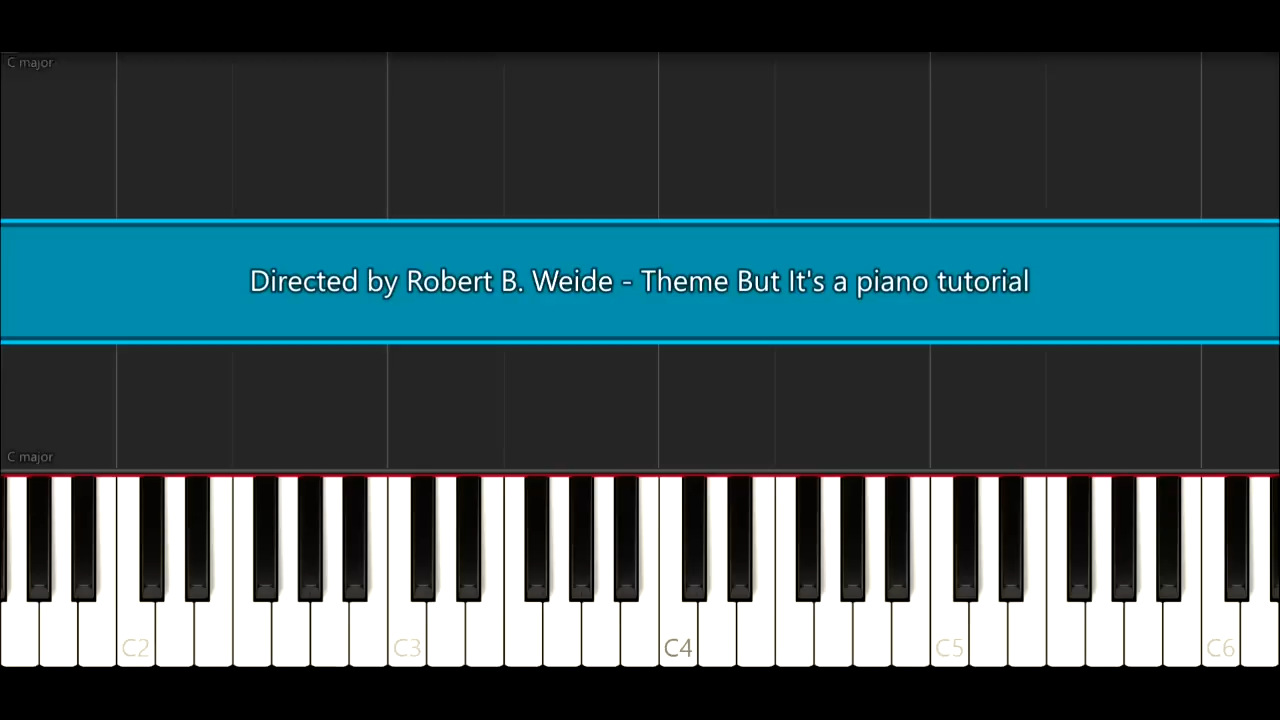 C major
Directed by Robert B. Weide - Theme But It's a piano tutorial
C major
C2 C3 C4 C5 C6